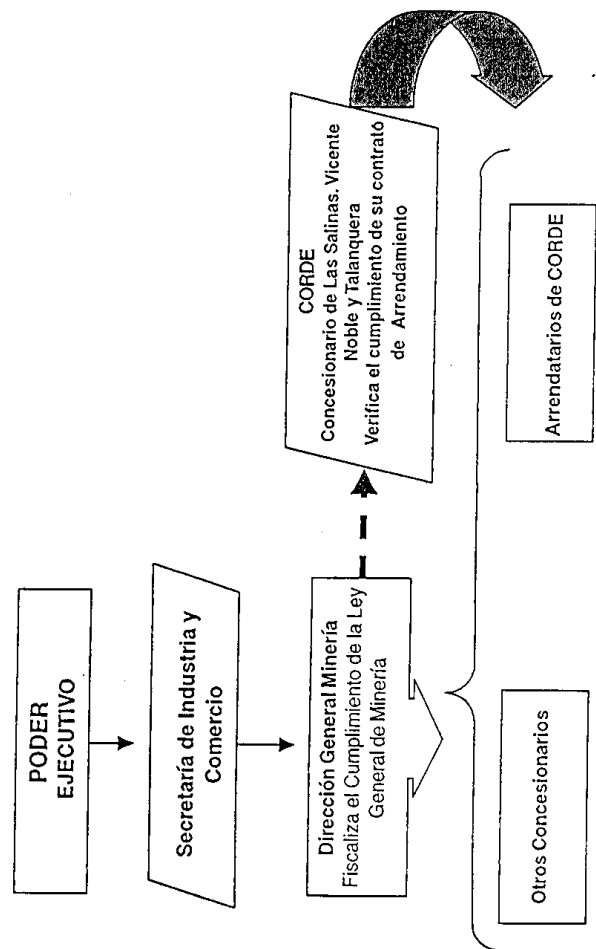 PODER
EJECUTIVO
Secretaría de Industria y
Comercio
Dirección General Minería
Fiscaliza el Cumplimiento de la Ley
General de Minería
CORDE
Concesionario de Las Salinas. Vicente
Noble y Talanquera
Verifica el cumplimiento de su contrató
de Arrendamiento
Otros Concesionarios
Arrendatarios de CORDE